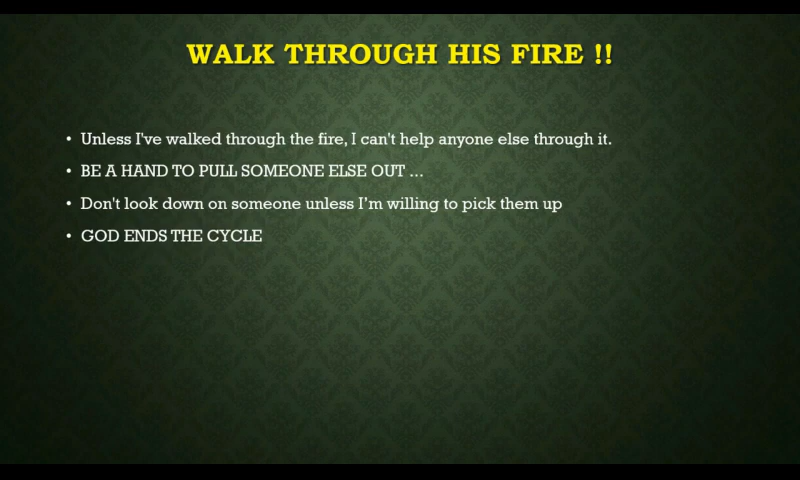 WALK THROUGH HIS FIRE !!
• Unless I've walked through the fire, I can't help anyone else through it.
• BE A HAND TO PULL SOMEONE ELSE OUT ...
• Don't look down on someone unless I'm willing to pick them up
• GOD ENDS THE CYCLE